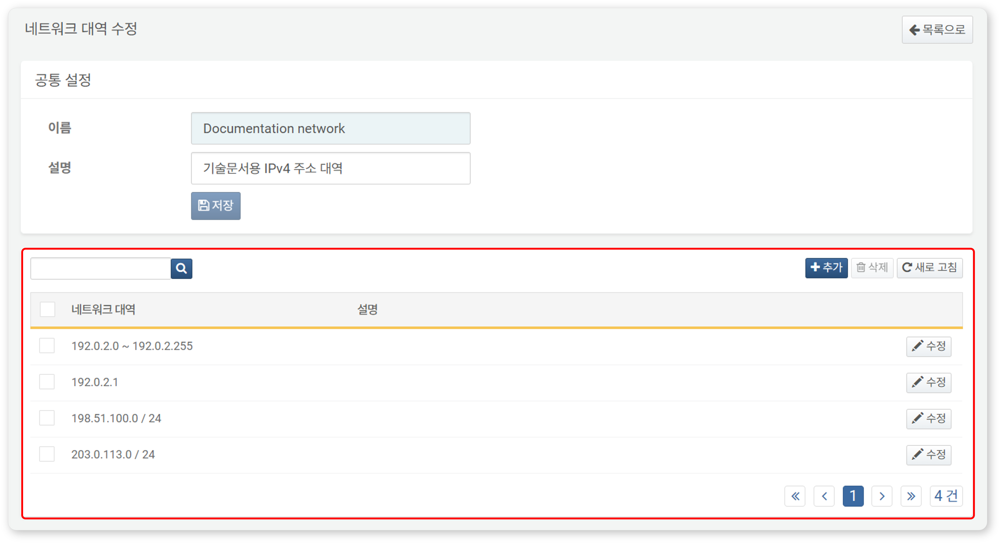 네트워크 대역 수정
목록으로
공통 설정
이름
Documentation network
설명
기술문서용 IPv4 주소 대역
저장
추가 삭제 새로 고침
네트워크 대역 설명
192.0.2.0 ~ 192.0.2.255 수정
192.0.2.1 수정
198.51.100.0 / 24 수정
203.0.113.0 / 24 수정
« ‹ 1 › » 4 건